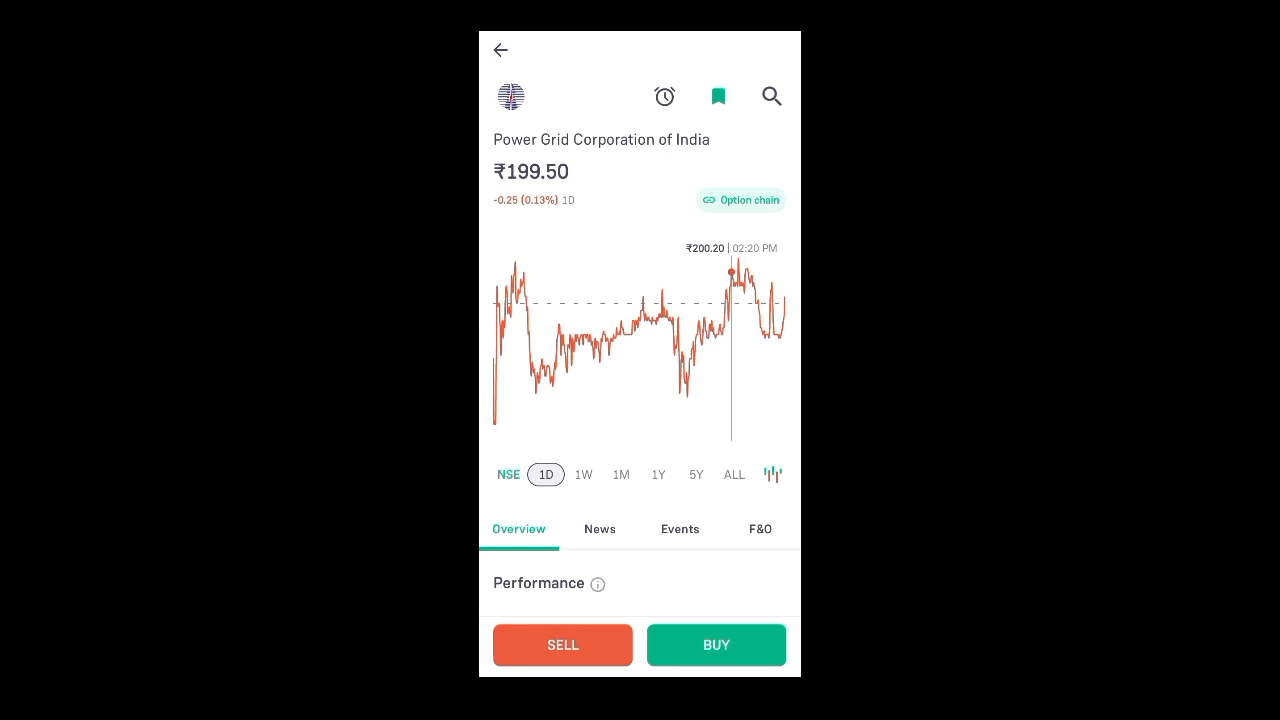 Power Grid Corporation of India
₹199.50
-0.25 (0.13%) 1D
Option chain
₹200.20 | 02:20 PM
NSE 1D 1W 1M 1Y 5Y ALL
Overview News Events F&O
Performance
SELL BUY